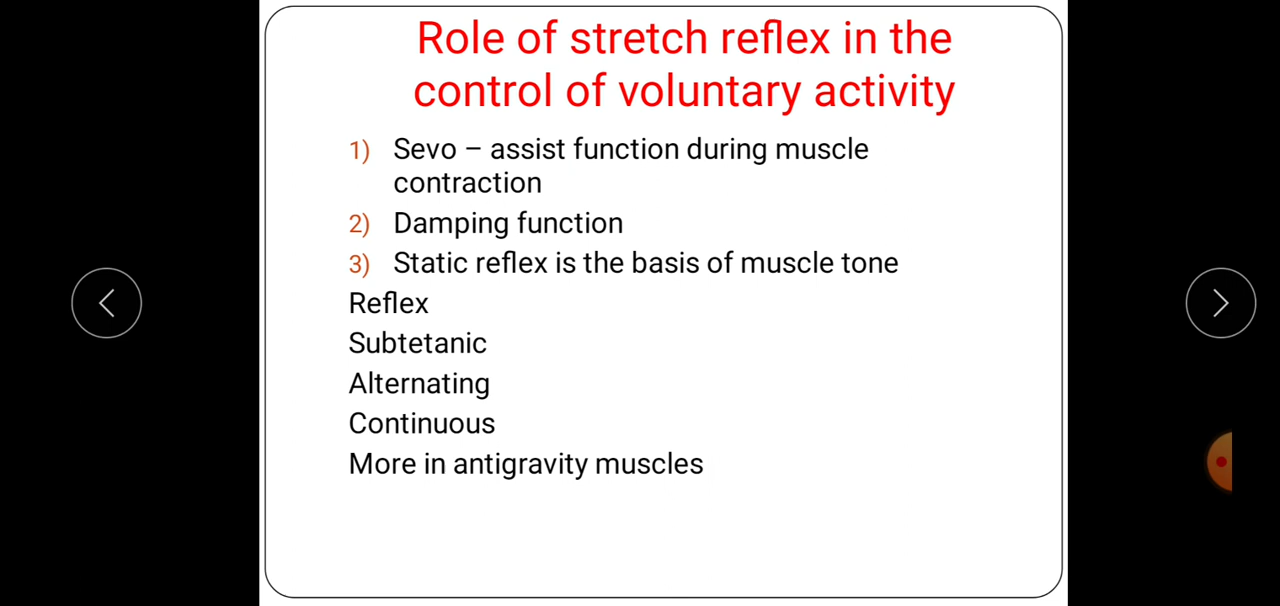 Role of stretch reflex in the
control of voluntary activity
1) Sevo – assist function during muscle
contraction
2) Damping function
3) Static reflex is the basis of muscle tone
Reflex
Subtetanic
Alternating
Continuous
More in antigravity muscles